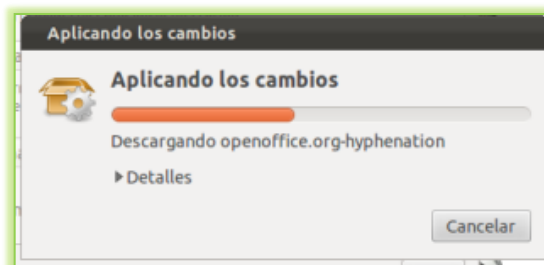 Aplicando los cambios
Aplicando los cambios
Descargando openoffice.org-hyphenation
Detalles
Cancelar